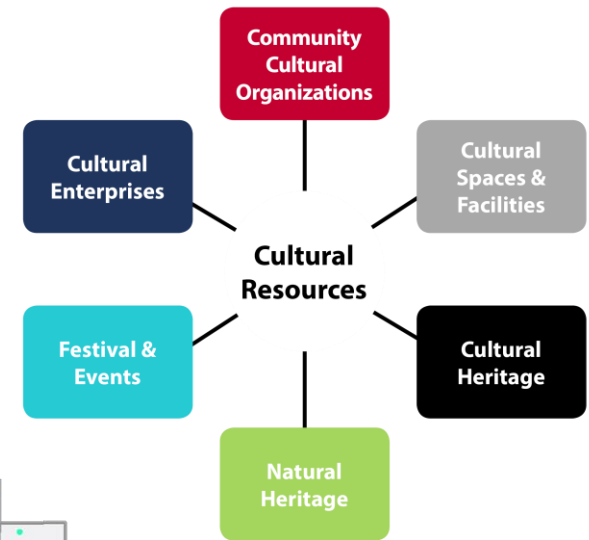 Community
Cultural
Organizations
Cultural
Enterprises
Cultural
Spaces &
Facilities
Cultural
Resources
Festival &
Events
Cultural
Heritage
Natural
Heritage